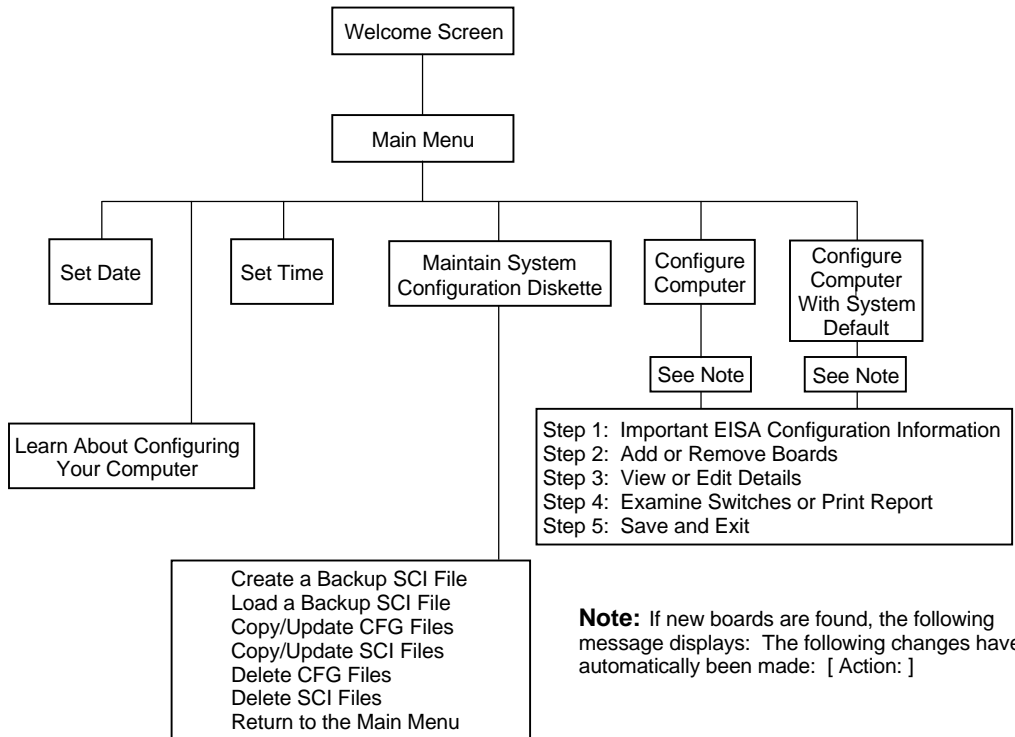 Welcome Screen
Main Menu
Set Date
Set Time
Maintain System
Configuration Diskette
Configure
Computer
Configure
Computer
With System
Default
See Note
See Note
Learn About Configuring
Your Computer
Step 1: Important EISA Configuration Information
Step 2: Add or Remove Boards
Step 3: View or Edit Details
Step 4: Examine Switches or Print Report
Step 5: Save and Exit
Create a Backup SCI File
Load a Backup SCI File
Copy/Update CFG Files
Copy/Update SCI Files
Delete CFG Files
Delete SCI Files
Return to the Main Menu
Note: If new boards are found, the following
message displays: The following changes have
automatically been made: [ Action: ]